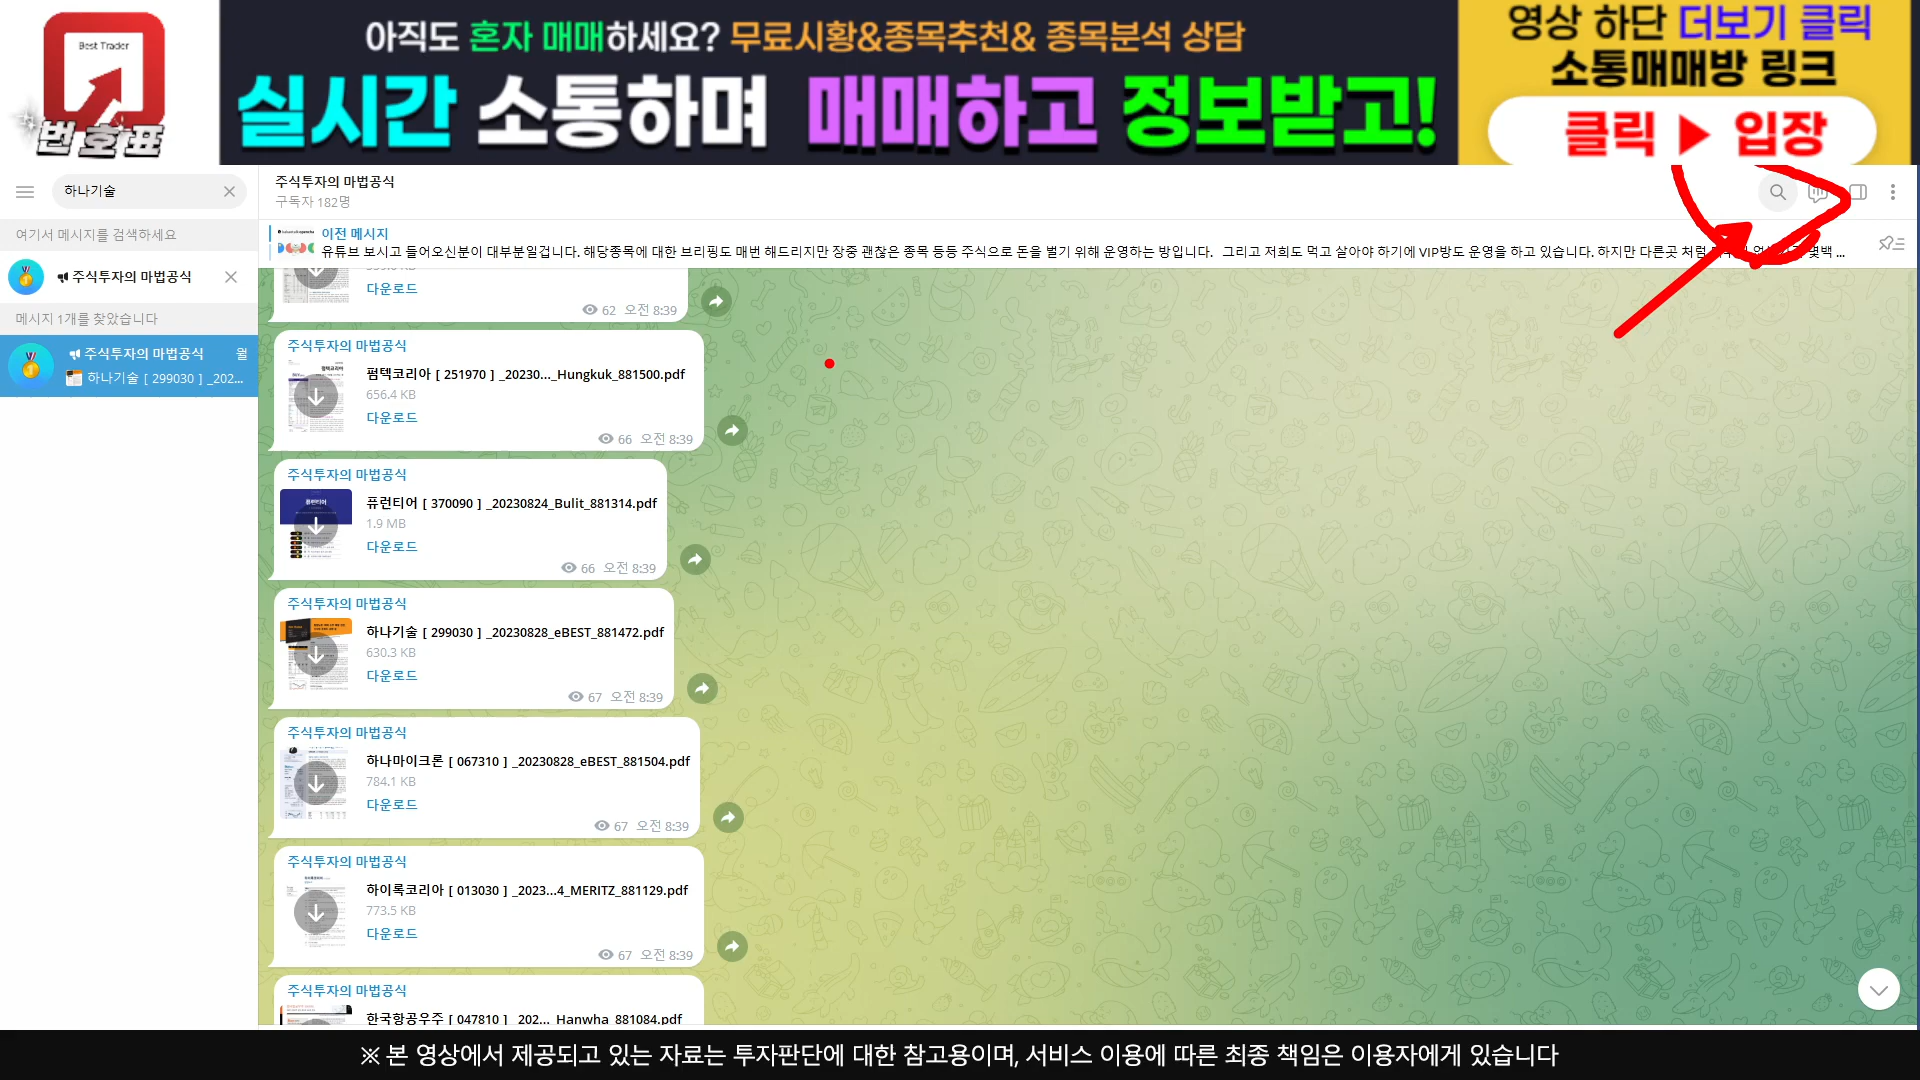 Best Trader
번호표
아직도 혼자 매매하세요? 무료시황&종목추천& 종목분석 상담
실시간 소통하며 매매하고 정보받고!
영상 하단 더보기 클릭
소통매매방 링크
클릭 ▶ 입장
하나기술
여기서 메시지를 검색하세요
주식투자의 마법공식
메시지 1개를 찾았습니다
주식투자의 마법공식 월
하나기술 [ 299030 ] _202...
주식투자의 마법공식
구독자 182명
이전 메시지
유튜브 보시고 들어오신분이 대부분일겁니다. 해당종목에 대한 브리핑도 매번 해드리지만 장중 괜찮은 종목 등등 주식으로 돈을 벌기 위해 운영하는 방입니다. 그리고 저희도 먹고 살아야 하기에 VIP방도 운영을 하고 있습니다. 하지만 다른곳 처럼 몇백 ...
다운로드
62 오전 8:39
주식투자의 마법공식
펌텍코리아 [ 251970 ] _20230..._Hungkuk_881500.pdf
656.4 KB
다운로드
66 오전 8:39
주식투자의 마법공식
퓨런티어
퓨런티어 [ 370090 ] _20230824_Bulit_881314.pdf
1.9 MB
다운로드
66 오전 8:39
주식투자의 마법공식
하나기술 [ 299030 ] _20230828_eBEST_881472.pdf
630.3 KB
다운로드
67 오전 8:39
주식투자의 마법공식
하나마이크론 [ 067310 ] _20230828_eBEST_881504.pdf
784.1 KB
다운로드
67 오전 8:39
주식투자의 마법공식
하이록코리아 [ 013030 ] _2023...4_MERITZ_881129.pdf
773.5 KB
다운로드
67 오전 8:39
주식투자의 마법공식
한국항공우주 [ 047810 ] _202..._Hanwha_881084.pdf
※ 본 영상에서 제공되고 있는 자료는 투자판단에 대한 참고용이며, 서비스 이용에 따른 최종 책임은 이용자에게 있습니다